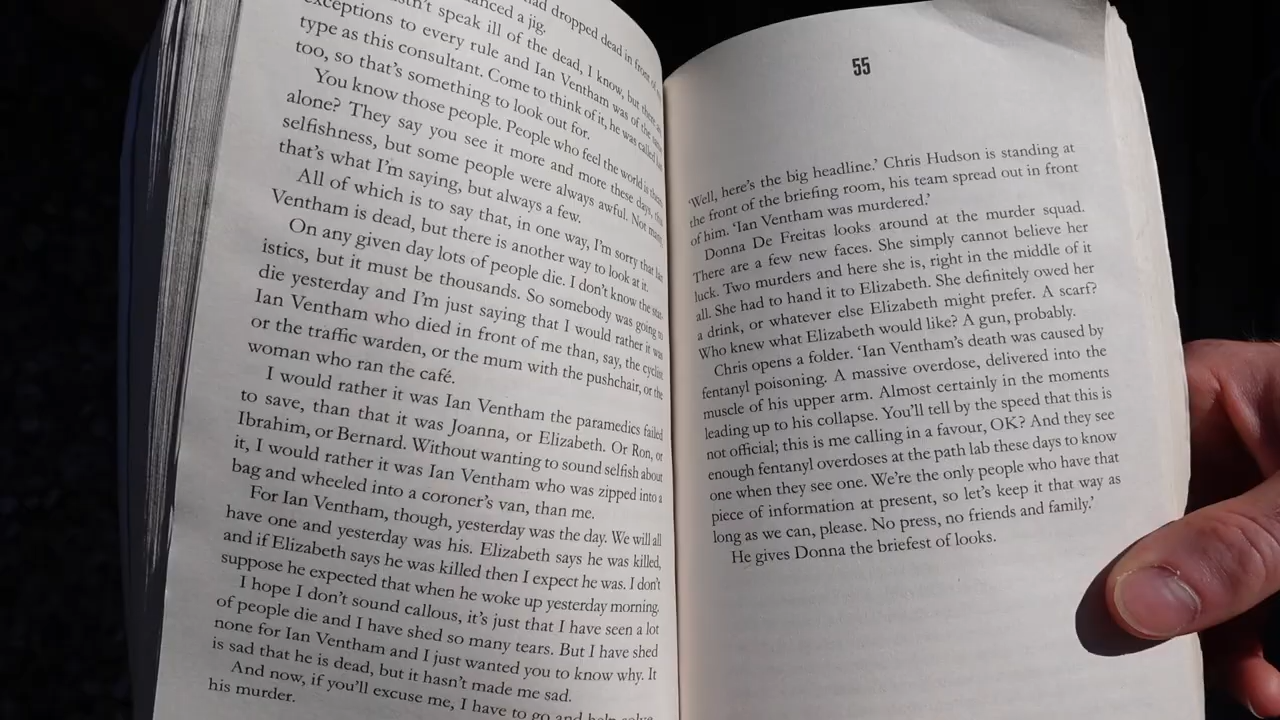 had dropped dead in front of
danced a jig.
speak ill of the dead, I know, but there are
exceptions to every rule and Ian Ventham was of the same
type as this consultant. Come to think of it, he was called
too, so that's something to look out for.
You know those people. People who feel the world is theirs
alone? They say you see it more and more these days, this
selfishness, but some people were always awful. Not many,
that's what I'm saying, but always a few.
All of which is to say that, in one way, I'm sorry that Ian
Ventham is dead, but there is another way to look at it.
On any given day lots of people die. I don't know the stat-
istics, but it must be thousands. So somebody was going to
die yesterday and I'm just saying that I would rather it was
Ian Ventham who died in front of me than, say, the cyclist,
or the traffic warden, or the mum with the pushchair, or the
woman who ran the café.
I would rather it was Ian Ventham the paramedics failed
to save, than that it was Joanna, or Elizabeth. Or Ron, or
Ibrahim, or Bernard. Without wanting to sound selfish about
it, I would rather it was Ian Ventham who was zipped into a
bag and wheeled into a coroner's van, than me.
For Ian Ventham, though, yesterday was the day. We will all
have one and yesterday was his. Elizabeth says he was killed,
and if Elizabeth says he was killed then I expect he was. I don't
suppose he expected that when he woke up yesterday morning.
I hope I don't sound callous, it's just that I have seen a lot
of people die and I have shed so many tears. But I have shed
none for Ian Ventham and I just wanted you to know why. It
is sad that he is dead, but it hasn't made me sad.
And now, if you'll excuse me, I have to go and help solve
his murder.
55
'Well, here's the big headline.' Chris Hudson is standing at
the front of the briefing room, his team spread out in front
of him. 'Ian Ventham was murdered.'
Donna De Freitas looks around at the murder squad.
There are a few new faces. She simply cannot believe her
luck. Two murders and here she is, right in the middle of it
all. She had to hand it to Elizabeth. She definitely owed her
a drink, or whatever else Elizabeth might prefer. A scarf?
Who knew what Elizabeth would like? A gun, probably.
Chris opens a folder. 'Ian Ventham's death was caused by
fentanyl poisoning. A massive overdose, delivered into the
muscle of his upper arm. Almost certainly in the moments
leading up to his collapse. You'll tell by the speed that this is
not official; this is me calling in a favour, OK? And they see
enough fentanyl overdoses at the path lab these days to know
one when they see one. We're the only people who have that
piece of information at present, so let's keep it that way as
long as we can, please. No press, no friends and family.'
He gives Donna the briefest of looks.